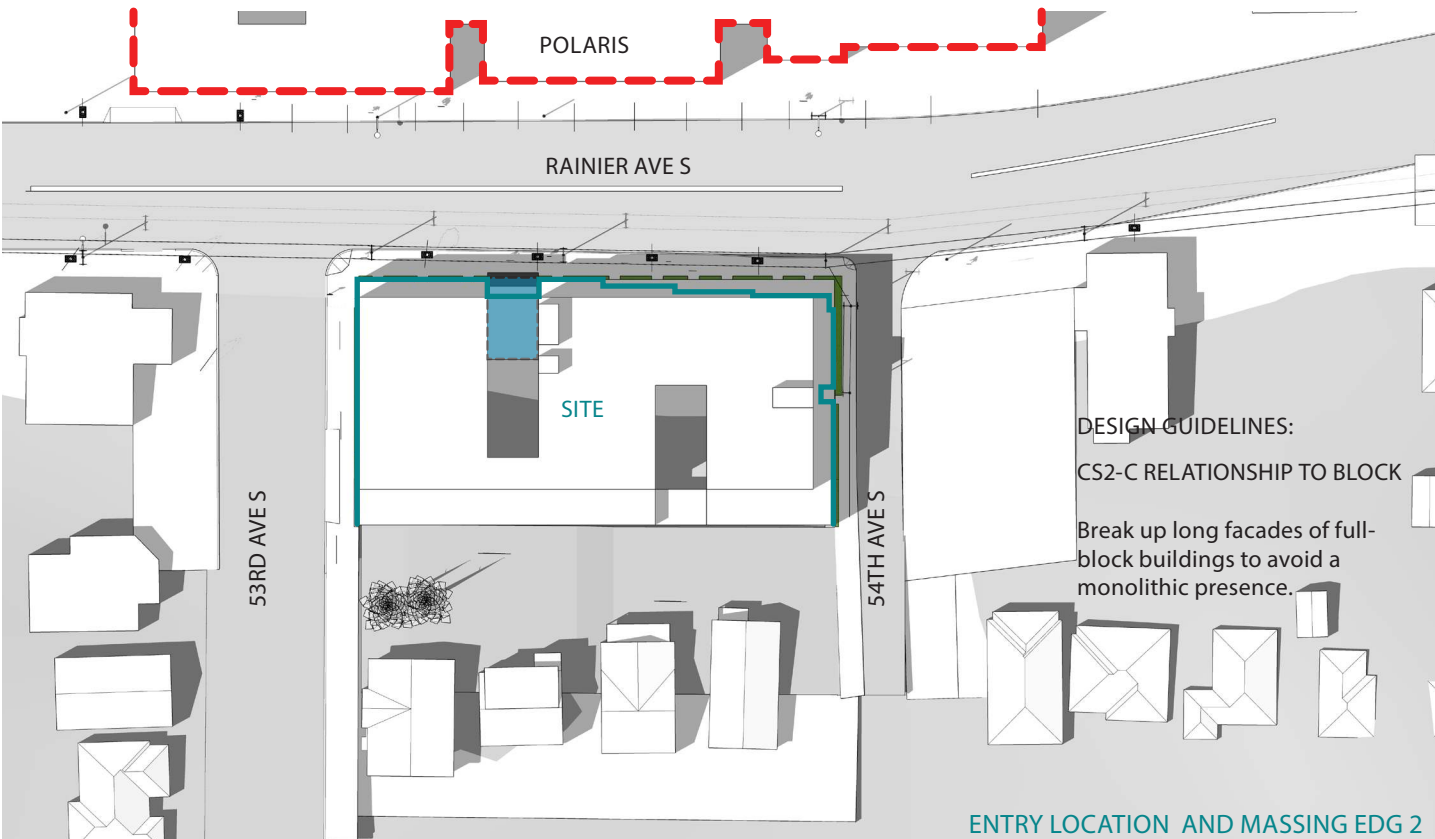 POLARIS
RAINIER AVE S
SITE
53RD AVE S
54TH AVE S
DESIGN GUIDELINES:
CS2-C RELATIONSHIP TO BLOCK
Break up long facades of full-
block buildings to avoid a
monolithic presence.
ENTRY LOCATION AND MASSING EDG 2